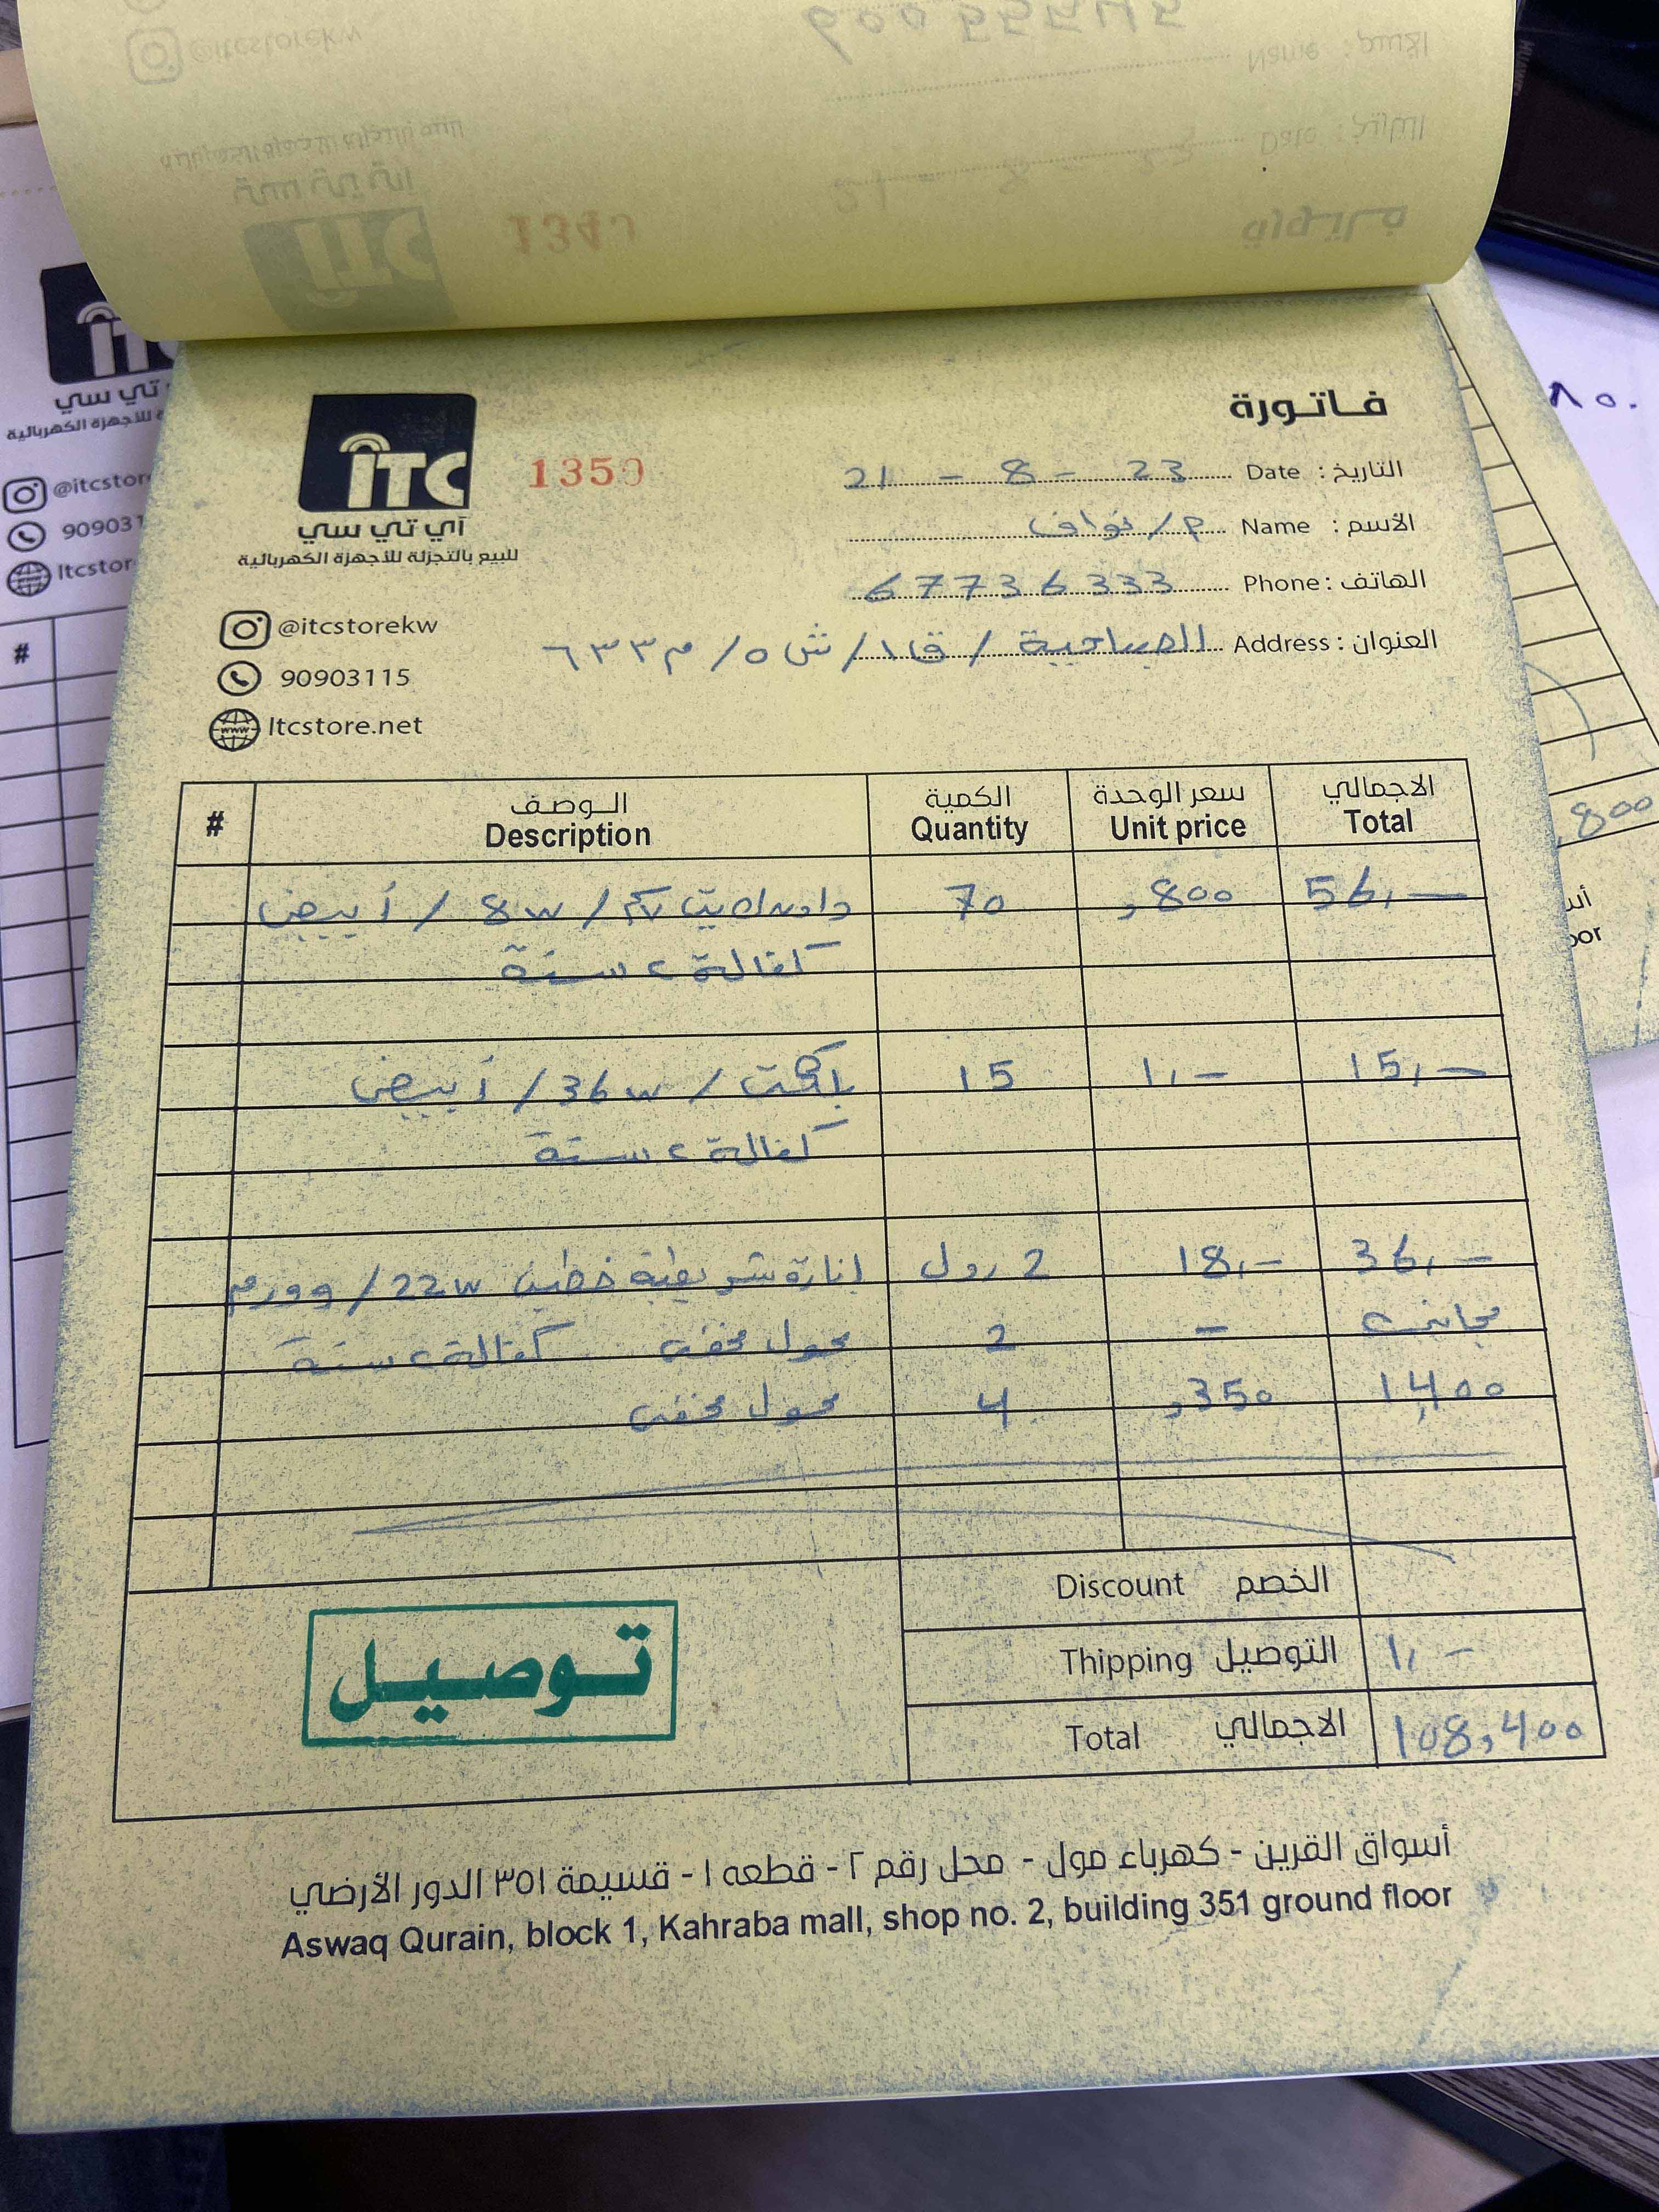 فاتورة
ITC
1350
آي تي سي
للبيع بالتجزئة للأجهزة الكهربائية
@itcstorekw
90903115
Itcstore.net
التاريخ : Date 21 - 8 - 23
الأسم : Name م/ نواف
الهاتف : Phone 67736333
العنوان : Address الصباحية / ق١ / ش٥ / م٦٣٣
# الوصف الكمية سعر الوحدة الاجمالي
Description Quantity Unit price Total
8w / أبيض 70 ,800 56,—
كفالة ٢ سنة
باكت / 36w / أبيض 15 1,- 15,—
كفالة ٢ سنة
انارة شريطية خطين 22w / وورم 2 رول 18,- 36,-
محول مخفي كفالة ٢ سنة 2 - مجاني
محول مخفي 4 ,350 1,400
Discount الخصم
Thipping التوصيل 1,-
Total الاجمالي 108,400
توصيل
أسواق القرين - كهرباء مول - محل رقم ٢ - قطعه ١ - قسيمة ٣٥١ الدور الأرضي
Aswaq Qurain, block 1, Kahraba mall, shop no. 2, building 351 ground floor